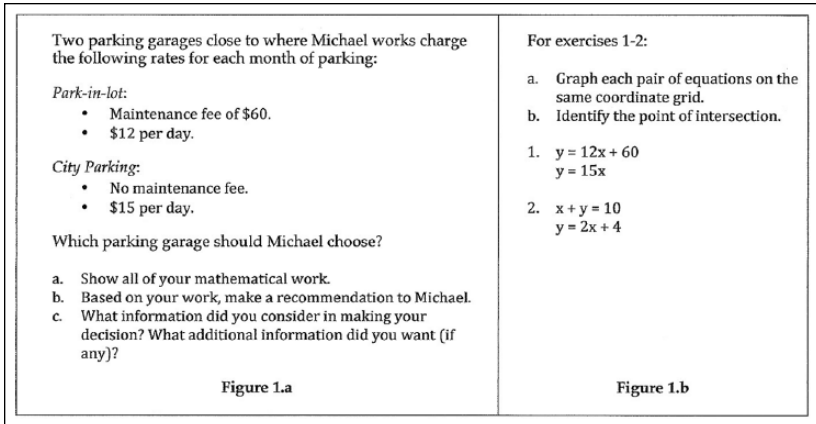 Two parking garages close to where Michael works charge
the following rates for each month of parking:
Park-in-lot:
• Maintenance fee of $60.
• $12 per day.
City Parking:
• No maintenance fee.
• $15 per day.
Which parking garage should Michael choose?
a. Show all of your mathematical work.
b. Based on your work, make a recommendation to Michael.
c. What information did you consider in making your
decision? What additional information did you want (if
any)?
Figure 1.a
For exercises 1-2:
a. Graph each pair of equations on the
same coordinate grid.
b. Identify the point of intersection.
1. y = 12x + 60
y = 15x
2. x + y = 10
y = 2x + 4
Figure 1.b